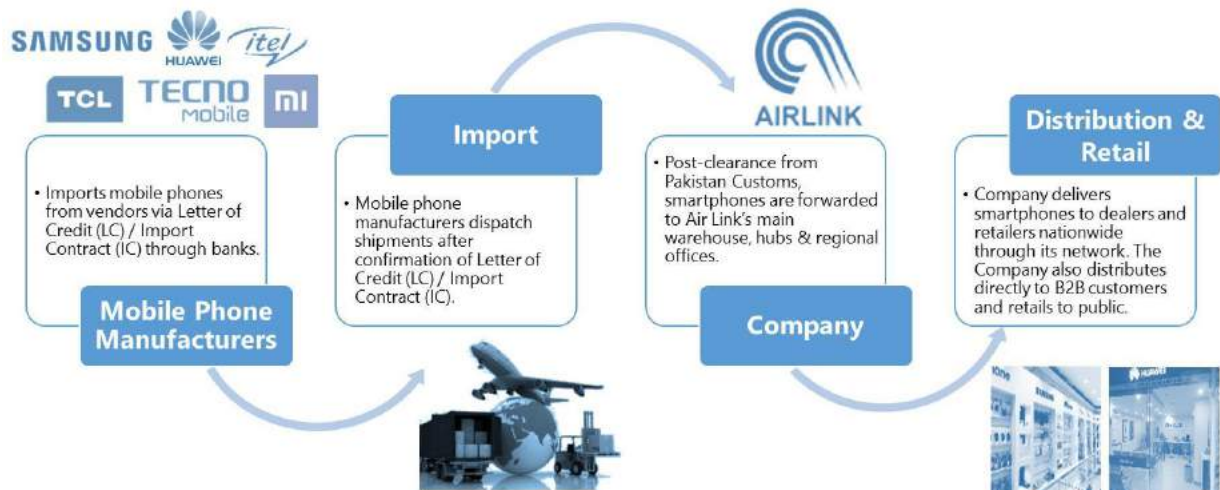 SAMSUNG
HUAWEI
itel
TCL
TECNO
mobile
mi
• Imports mobile phones
from vendors via Letter of
Credit (LC) / Import
Contract (IC) through banks.
Mobile Phone
Manufacturers
Import
• Mobile phone
manufacturers dispatch
shipments after
confirmation of Letter of
Credit (LC) / Import
Contract (IC).
AIRLINK
• Post-clearance from
Pakistan Customs,
smartphones are forwarded
to Air Link's main
warehouse, hubs & regional
offices.
Company
Distribution &
Retail
• Company delivers
smartphones to dealers and
retailers nationwide
through its network. The
Company also distributes
directly to B2B customers
and retails to public.
SAMSUNG
HUAWEI